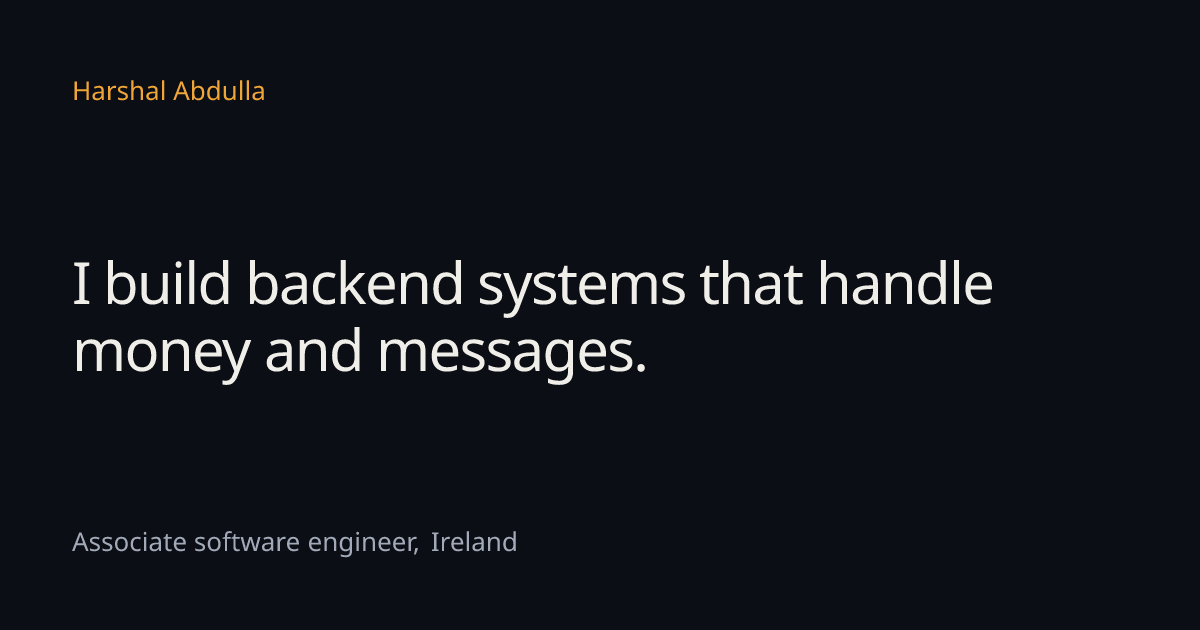 Harshal Abdulla
I build backend systems that handle
money and messages.
Associate software engineer, Ireland